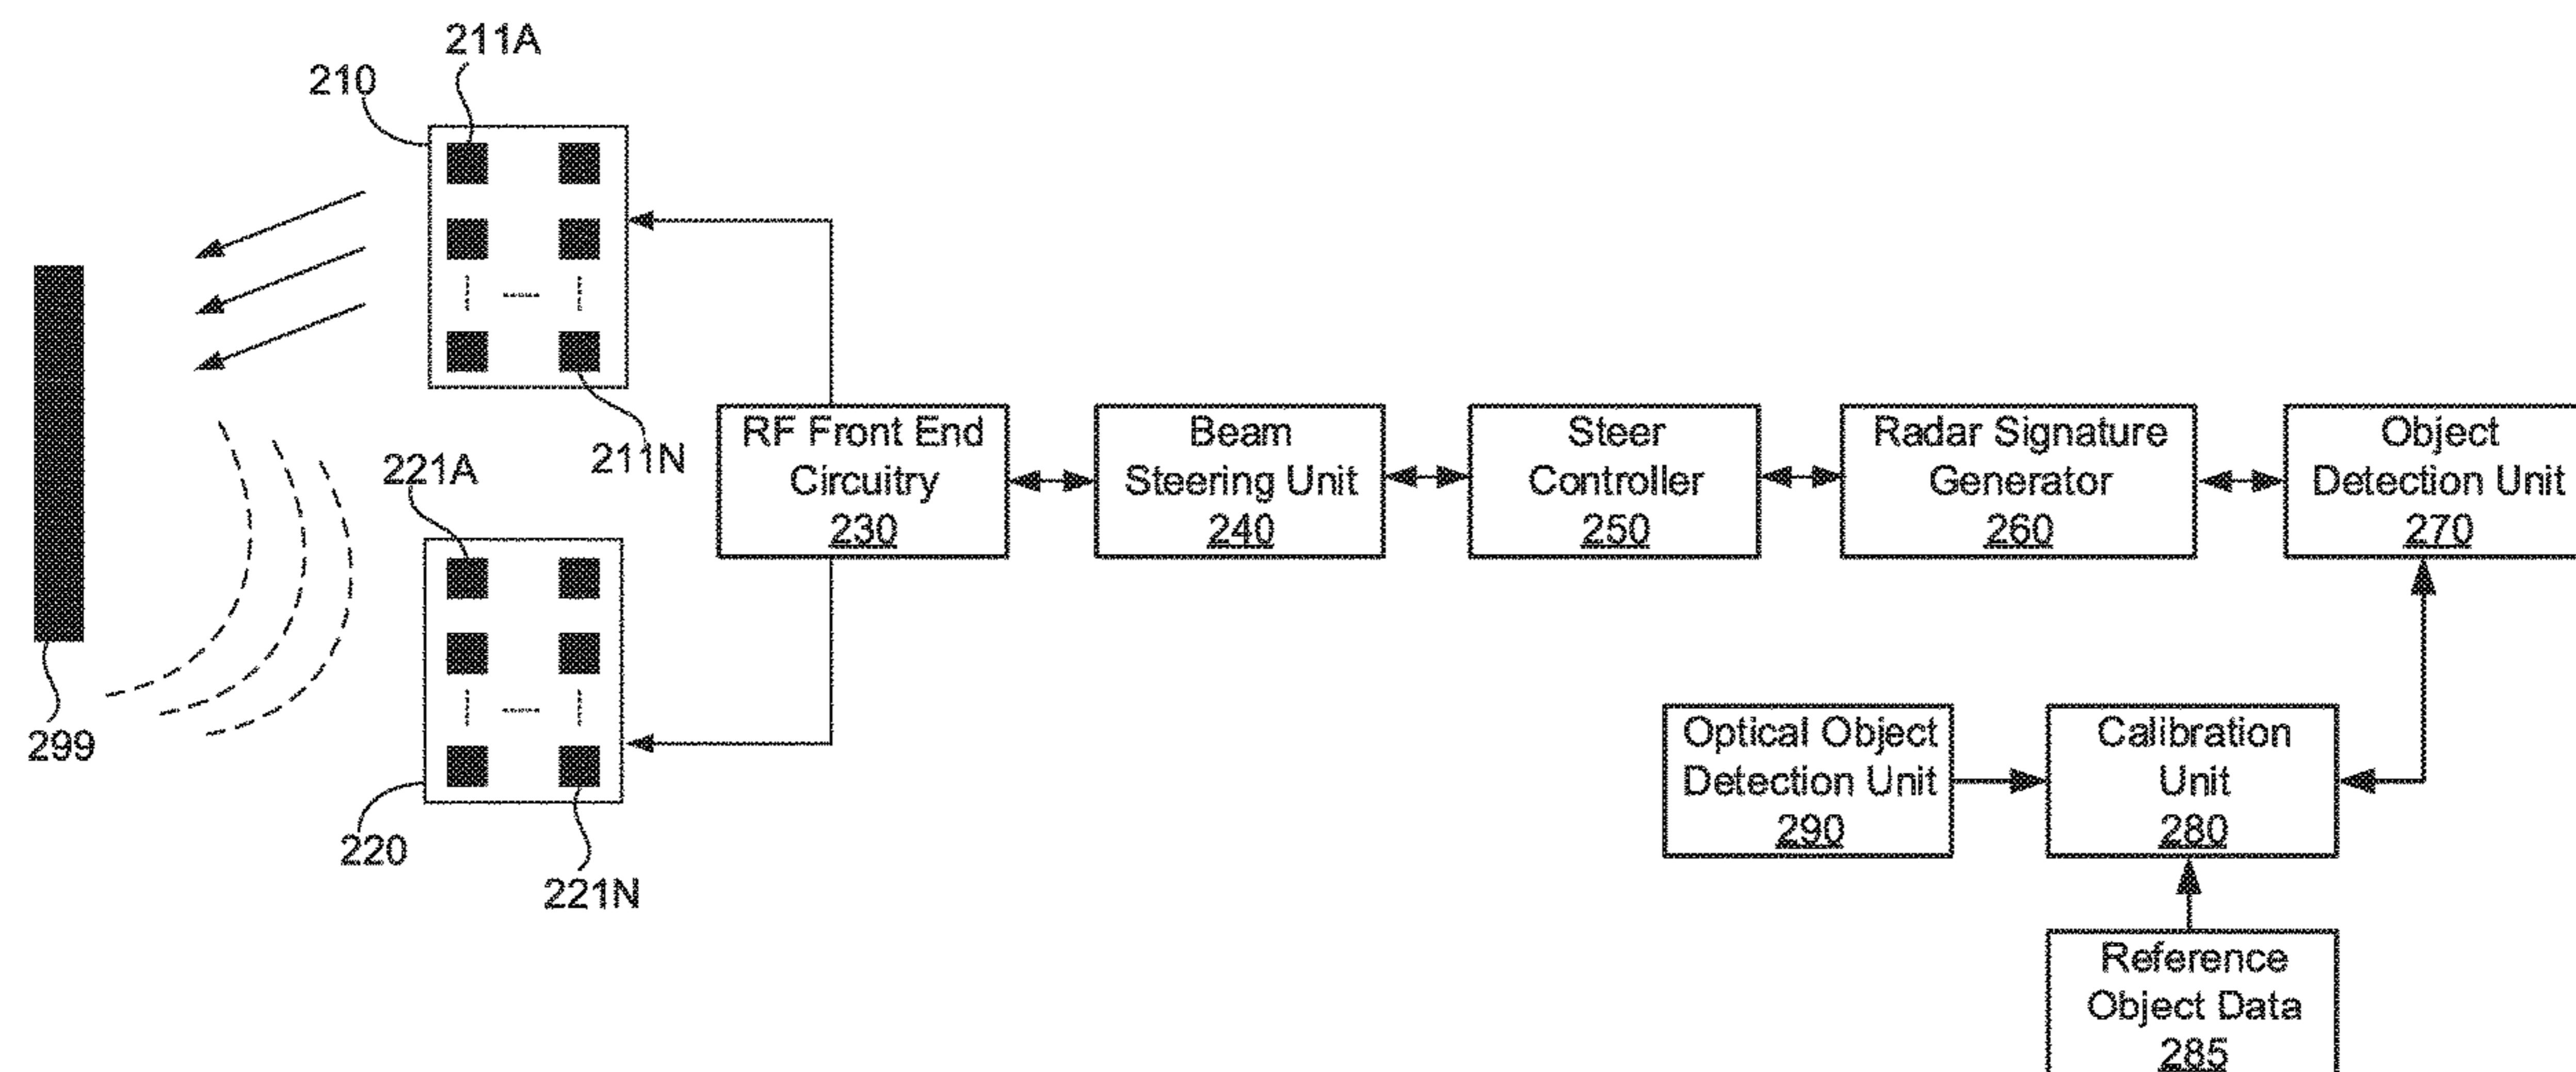 211A
210
211N
221A
RF Front End
Circuitry
230
Beam
Steering Unit
240
Steer
Controller
250
Radar Signature
Generator
260
Object
Detection Unit
270
299
220
221N
Optical Object
Detection Unit
290
Calibration
Unit
280
Reference
Object Data
285